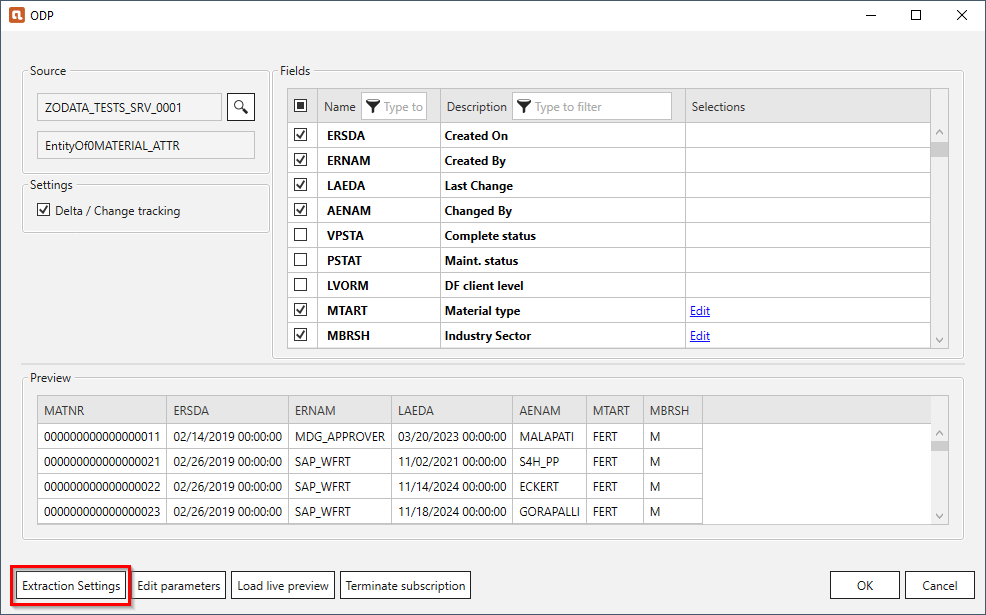 ODP
Source
ZODATA_TESTS_SRV_0001
EntityOf0MATERIAL_ATTR
Settings
Delta / Change tracking
Fields
Name Type to Description Type to filter Selections
ERSDA Created On
ERNAM Created By
LAEDA Last Change
AENAM Changed By
VPSTA Complete status
PSTAT Maint. status
LVORM DF client level
MTART Material type Edit
MBRSH Industry Sector Edit
Preview
MATNR ERSDA ERNAM LAEDA AENAM MTART MBRSH
000000000000000011 02/14/2019 00:00:00 MDG_APPROVER 03/20/2023 00:00:00 MALAPATI FERT M
000000000000000021 02/26/2019 00:00:00 SAP_WFRT 11/02/2021 00:00:00 S4H_PP FERT M
000000000000000022 02/26/2019 00:00:00 SAP_WFRT 11/14/2024 00:00:00 ECKERT FERT M
000000000000000023 02/26/2019 00:00:00 SAP_WFRT 11/18/2024 00:00:00 GORAPALLI FERT M
Extraction Settings Edit parameters Load live preview Terminate subscription OK Cancel